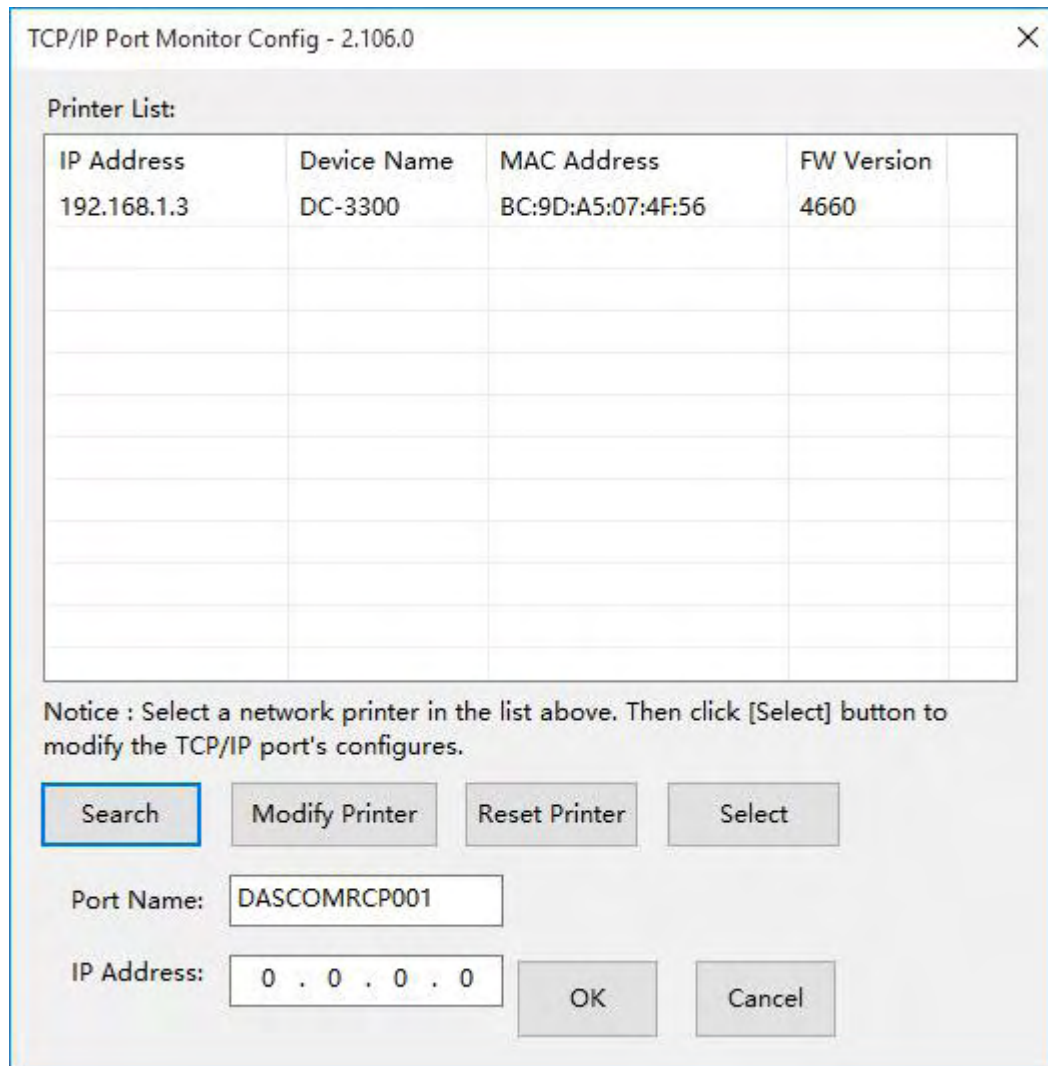 TCP/IP Port Monitor Config - 2.106.0
Printer List:
IP Address Device Name MAC Address FW Version
192.168.1.3 DC-3300 BC:9D:A5:07:4F:56 4660
Notice : Select a network printer in the list above. Then click [Select] button to
modify the TCP/IP port's configures.
Search Modify Printer Reset Printer Select
Port Name: DASCOMRCP001
IP Address: 0 . 0 . 0 . 0
OK Cancel